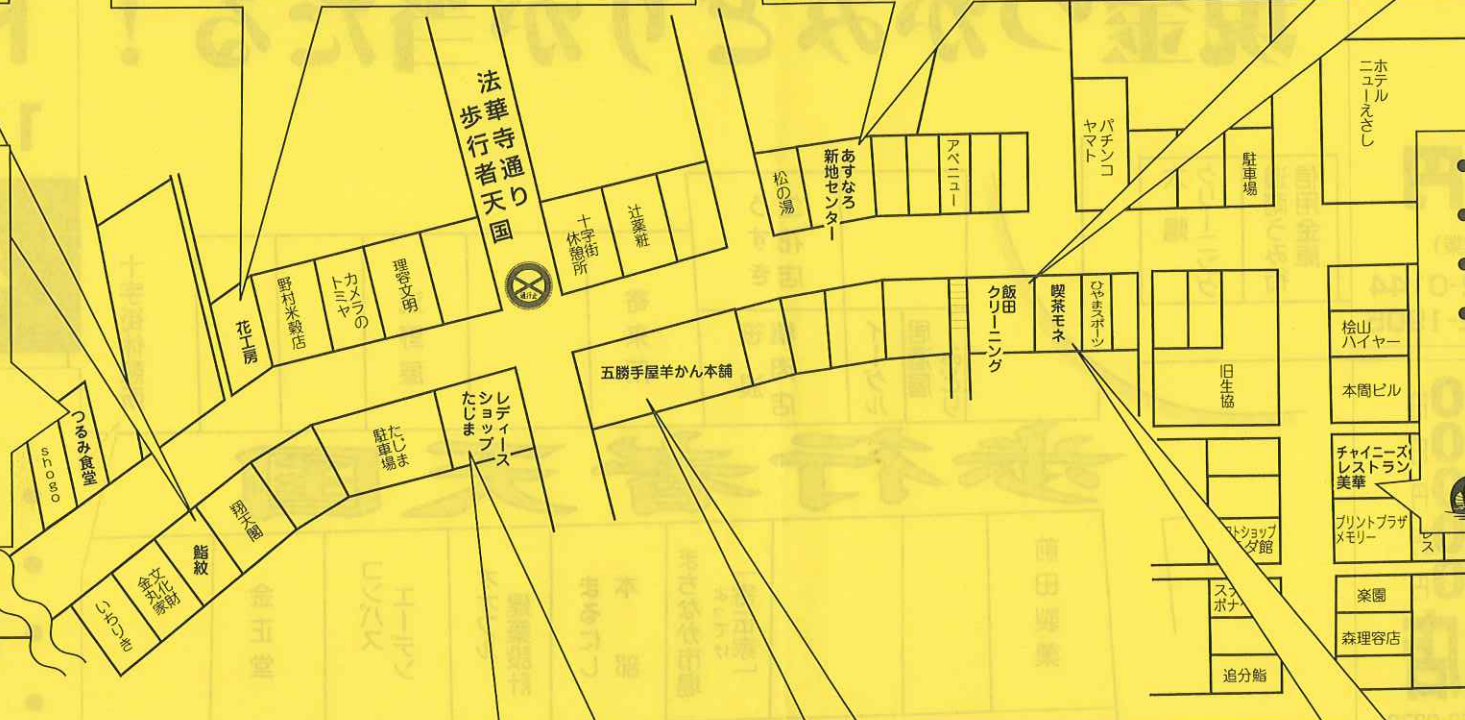 法華寺通り
歩行者天国
通行止
ホテル
ニューえさし
パチンコ
ヤマト
駐車場
アベニュー
あすなろ
新地センター
松の湯
辻薬粧
十字街
休憩所
理容文明
カメラの
トミヤ
野村米穀店
花工房
飯田
クリーニング
喫茶モネ
ひやまスポーツ
旧生協
桧山
ハイヤー
本間ビル
チャイニーズ
レストラン
美華
プリントプラザ
メモリー
楽園
森理容店
追分鮨
五勝手屋羊かん本舗
レディース
ショップ
たじま
たじま
駐車場
翔天閣
鮨紋
文化財
金丸家
いちりき
つるみ食堂
shogo